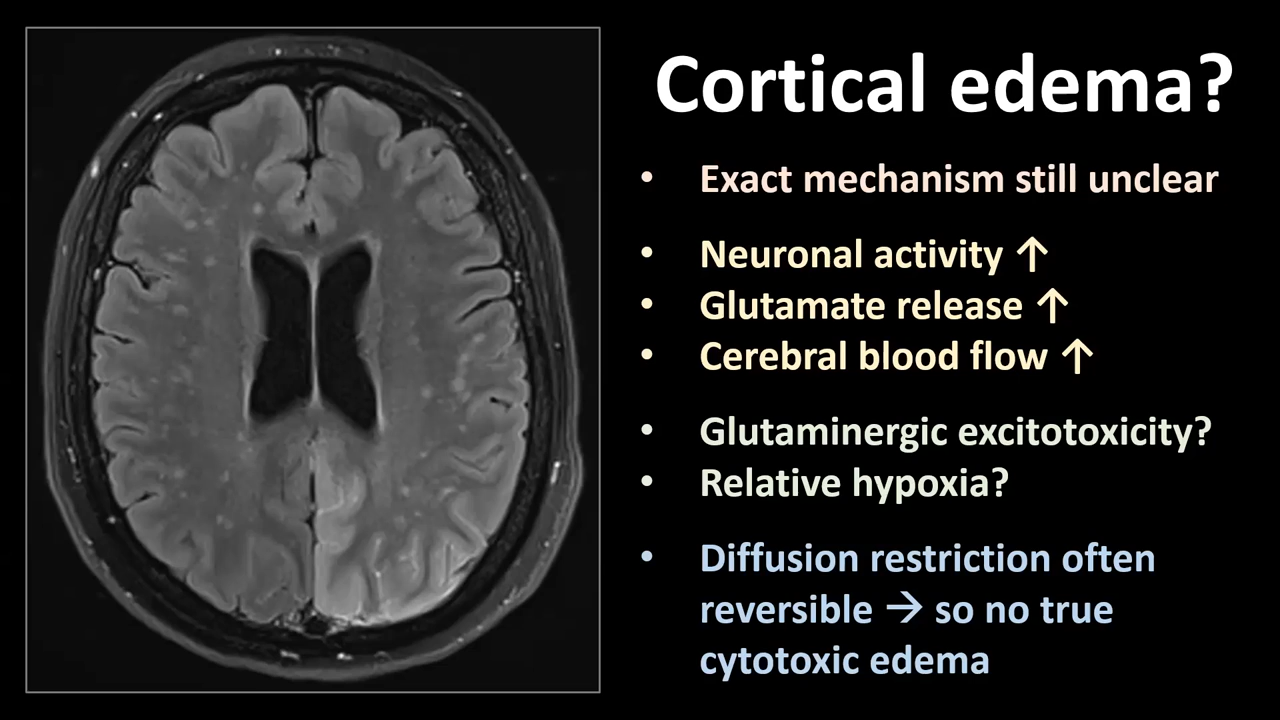 Cortical edema?
• Exact mechanism still unclear
• Neuronal activity ↑
• Glutamate release ↑
• Cerebral blood flow ↑
• Glutaminergic excitotoxicity?
• Relative hypoxia?
• Diffusion restriction often
reversible → so no true
cytotoxic edema